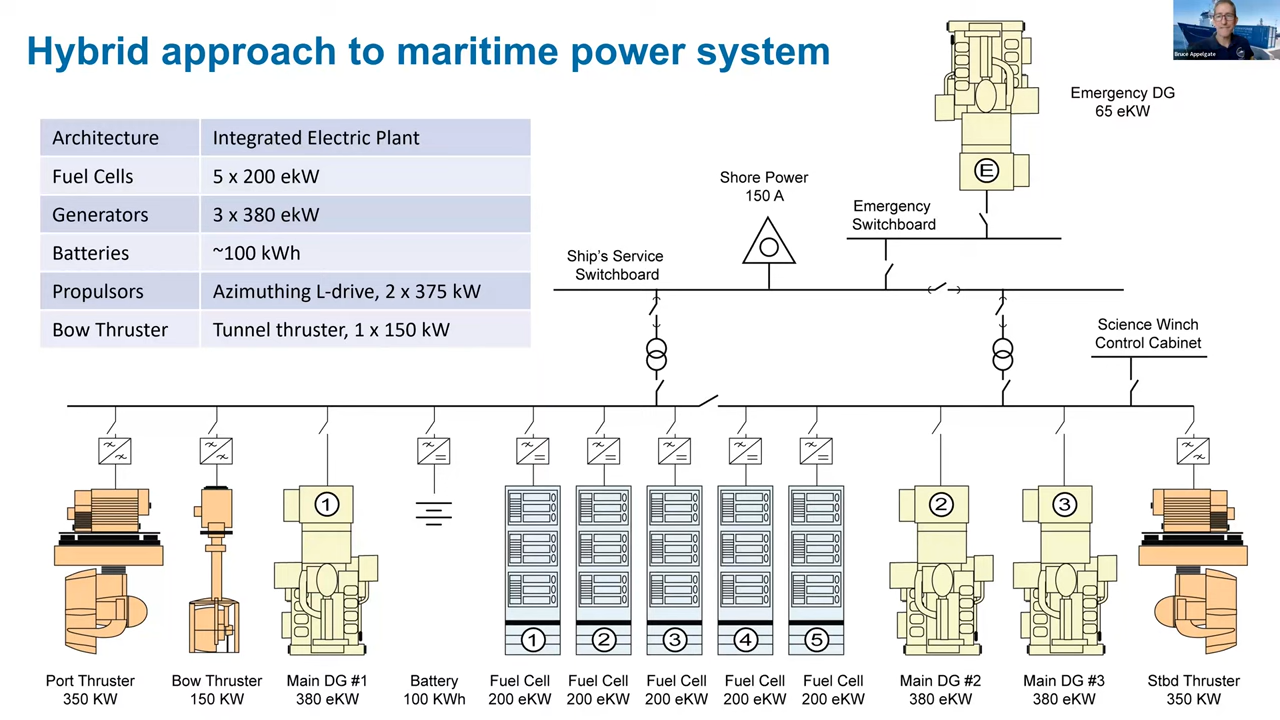 Hybrid approach to maritime power system
Bruce Appelgate
Architecture Integrated Electric Plant
Fuel Cells 5 x 200 ekW
Generators 3 x 380 ekW
Batteries ~100 kWh
Propulsors Azimuthing L-drive, 2 x 375 kW
Bow Thruster Tunnel thruster, 1 x 150 kW
Emergency DG
65 eKW
E
Shore Power
150 A
Emergency
Switchboard
Ship's Service
Switchboard
Science Winch
Control Cabinet
1
2
3
1
2
3
4
5
Port Thruster
350 KW
Bow Thruster
150 KW
Main DG #1
380 eKW
Battery
100 KWh
Fuel Cell
200 eKW
Fuel Cell
200 eKW
Fuel Cell
200 eKW
Fuel Cell
200 eKW
Fuel Cell
200 eKW
Main DG #2
380 eKW
Main DG #3
380 eKW
Stbd Thruster
350 KW